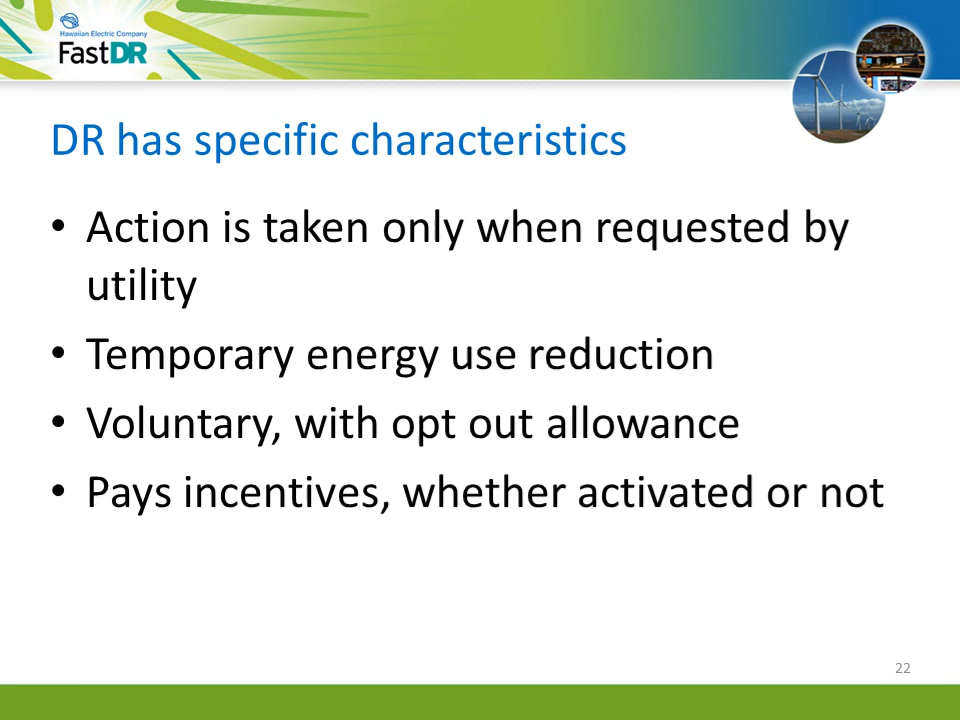 Hawaiian Electric Company
FastDR
DR has specific characteristics
• Action is taken only when requested by
utility
• Temporary energy use reduction
• Voluntary, with opt out allowance
• Pays incentives, whether activated or not
22